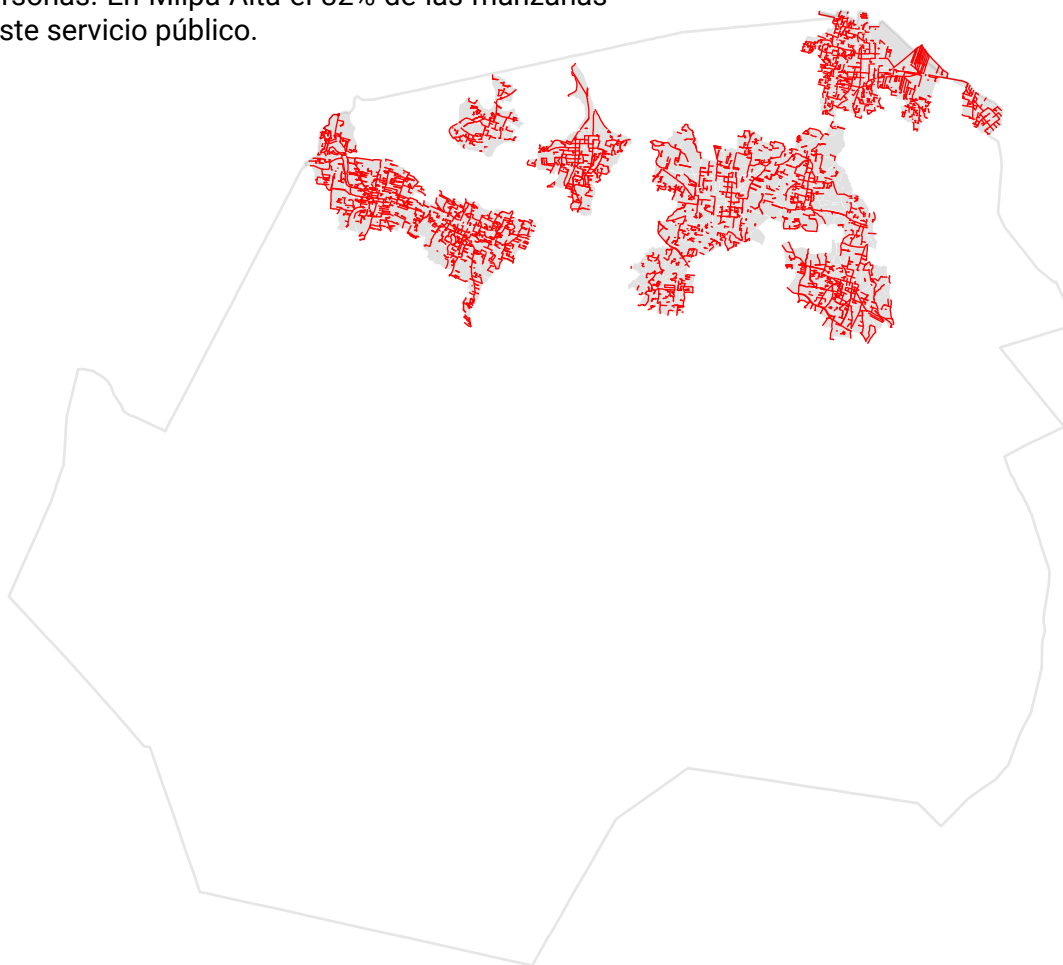 rsonas. En Milpa Alta el de las manzanas
ste servicio público.